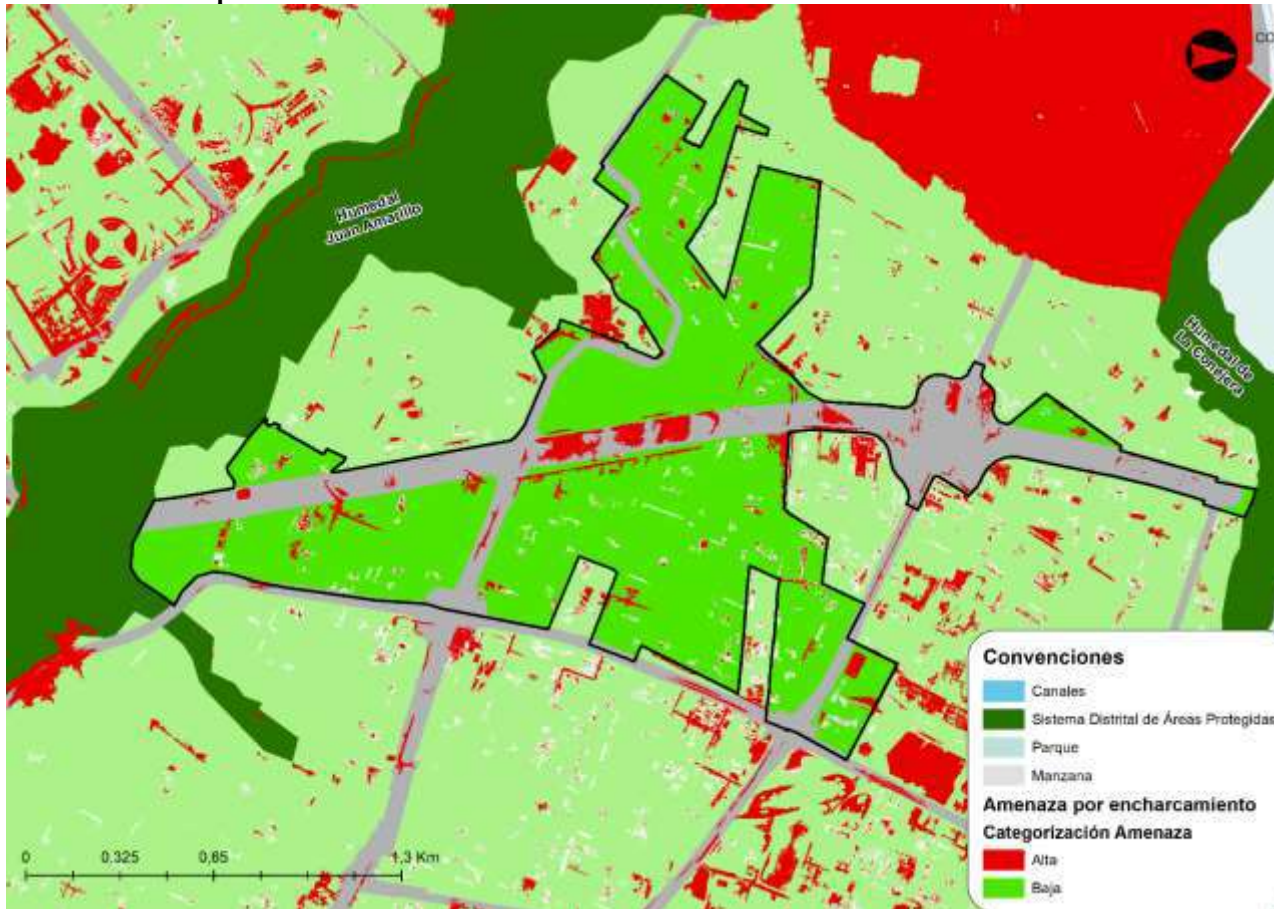 Humedal
Juan Amarillo
Humedal de
La Conejera
0 0.325 0.65 1.3 Km
Convenciones
Canales
Sistema Distrital de Áreas Protegidas
Parque
Manzana
Amenaza por encharcamiento
Categorización Amenaza
Alta
Baja